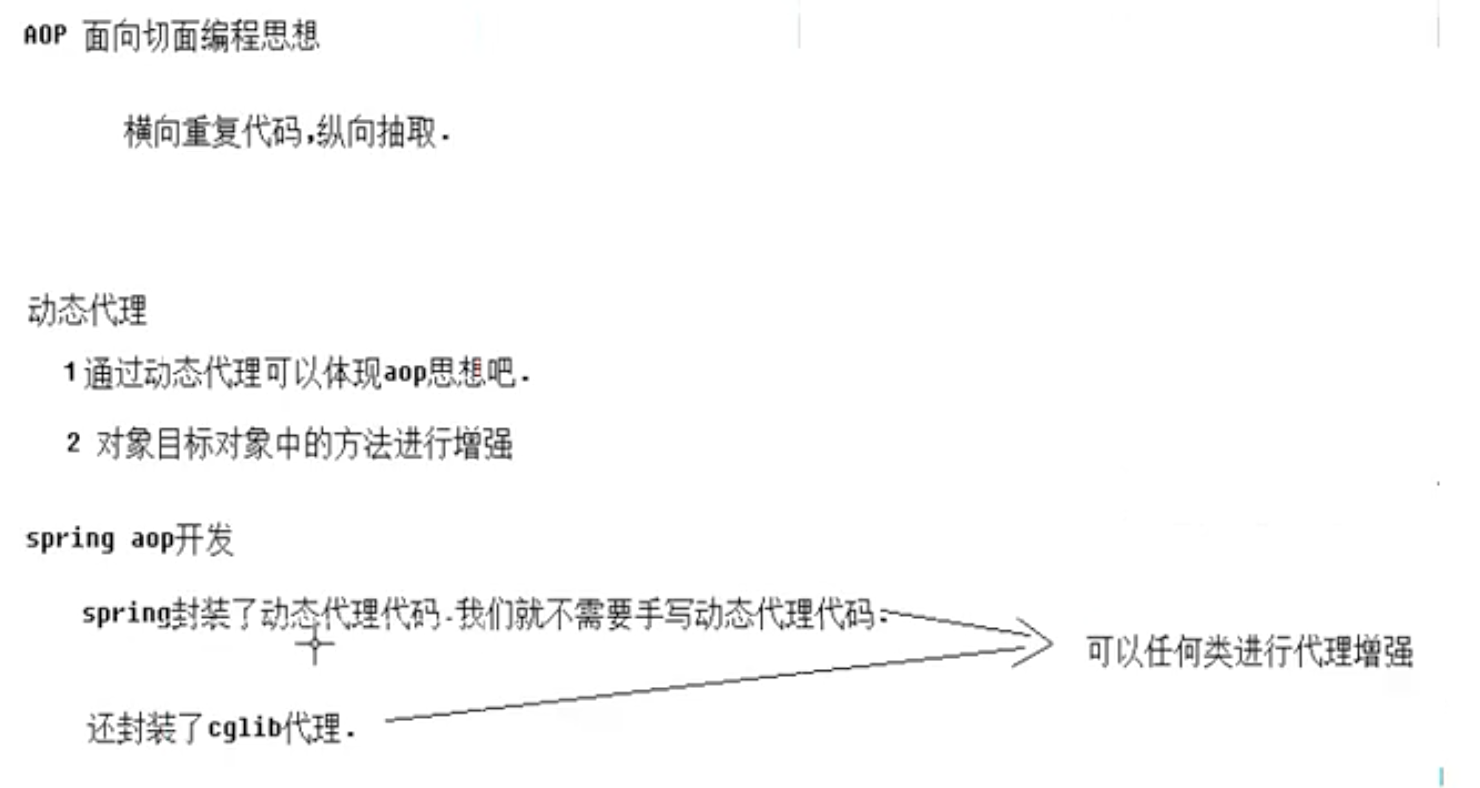 AOP 面向切面编程思想
横向重复代码,纵向抽取.
动态代理
1 通过动态代理可以体现aop思想吧.
2 对象目标对象中的方法进行增强
spring aop开发
spring封装了动态代理代码.我们就不需要手写动态代理代码.
可以任何类进行代理增强
还封装了cglib代理.